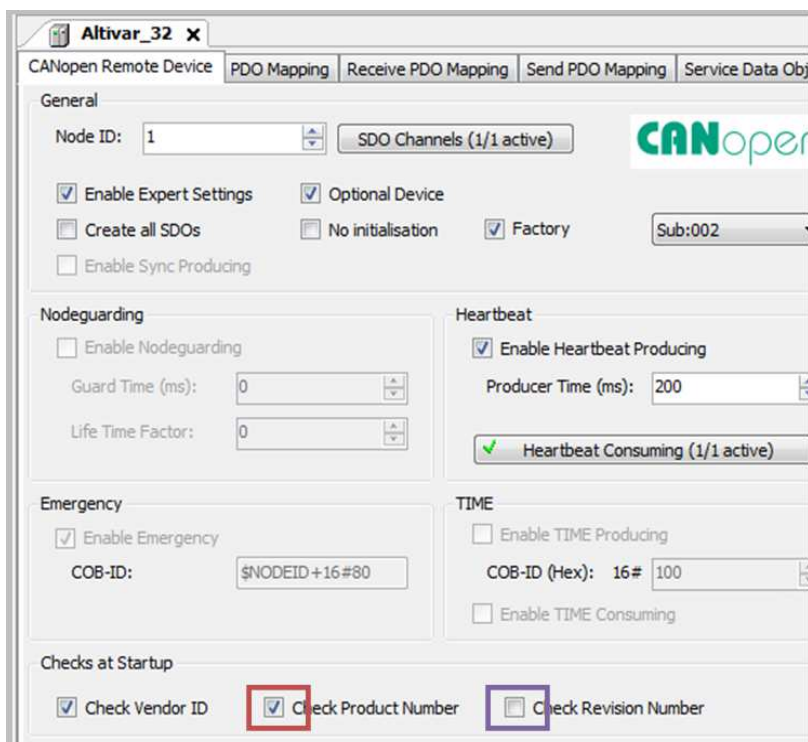 Altivar_32 x
CANopen Remote Device PDO Mapping Receive PDO Mapping Send PDO Mapping Service Data Obj
General
Node ID: 1 SDO Channels (1/1 active) CANopen
Enable Expert Settings Optional Device
Create all SDOs No initialisation Factory Sub:002
Enable Sync Producing
Nodeguarding Heartbeat
Enable Nodeguarding Enable Heartbeat Producing
Guard Time (ms): 0 Producer Time (ms): 200
Life Time Factor: 0
Heartbeat Consuming (1/1 active)
Emergency TIME
Enable Emergency Enable TIME Producing
COB-ID: $NODEID+16#80 COB-ID (Hex): 16# 100
Enable TIME Consuming
Checks at Startup
Check Vendor ID Check Product Number Check Revision Number